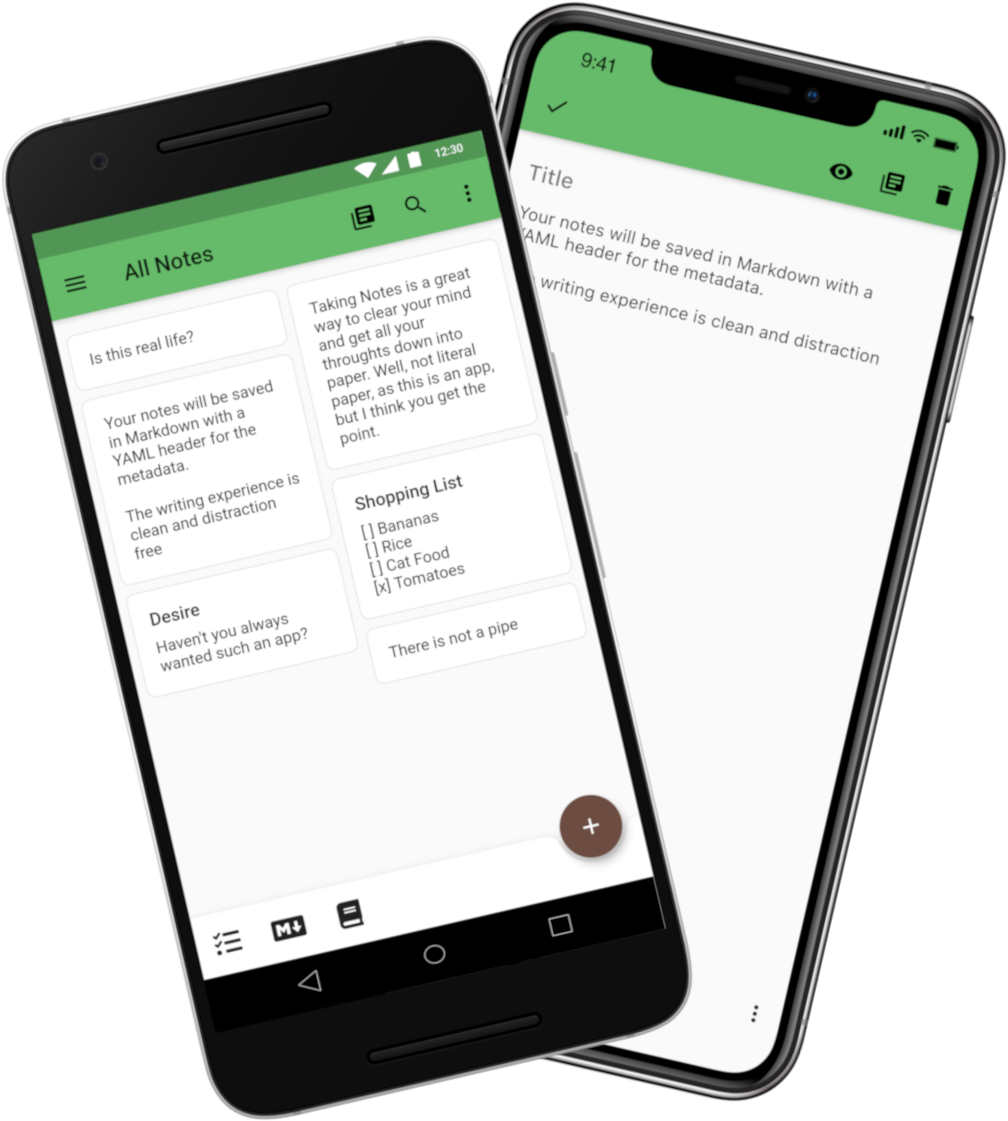 12:30
All Notes
Is this real life?
Your notes will be saved
in Markdown with a
YAML header for the
metadata.
The writing experience is
clean and distraction
free
Desire
Haven't you always
wanted such an app?
Taking Notes is a great
way to clear your mind
and get all your
throughts down into
paper. Well, not literal
paper, as this is an app,
but I think you get the
point.
Shopping List
[ ] Bananas
[ ] Rice
[ ] Cat Food
[x] Tomatoes
There is not a pipe
+
M
9:41
Title
Your notes will be saved in Markdown with a
YAML header for the metadata.
writing experience is clean and distraction